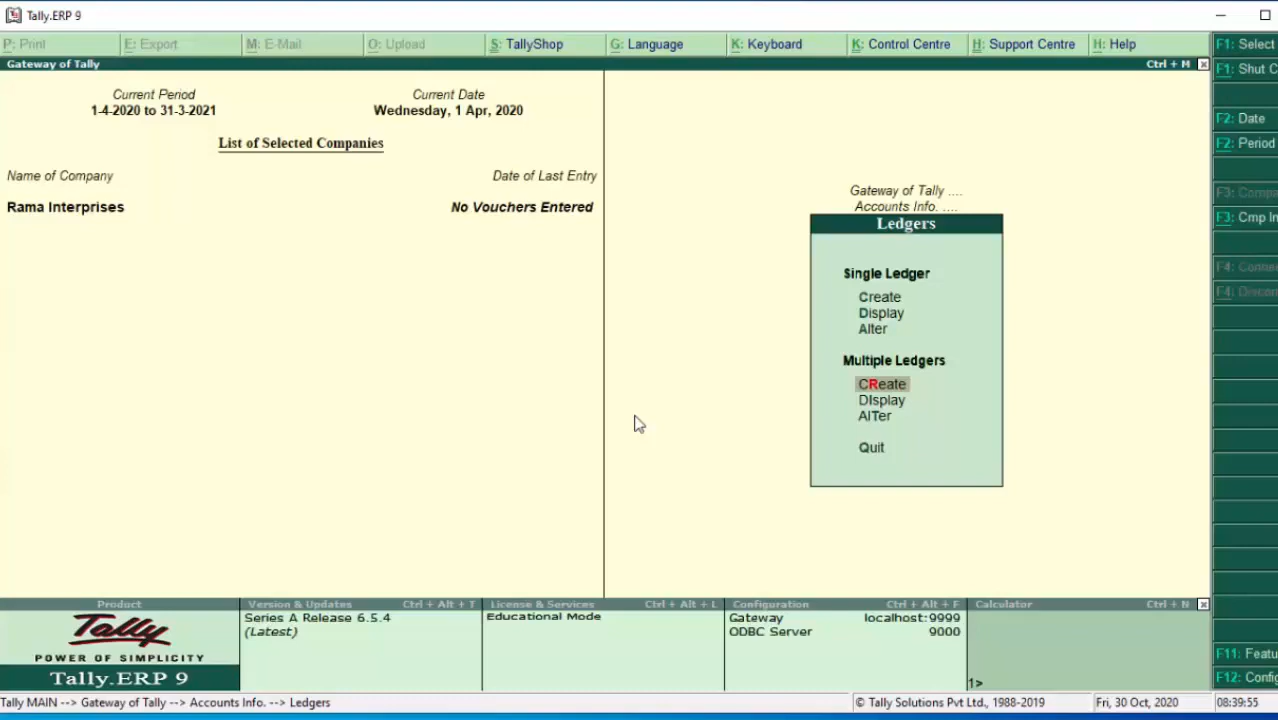 Tally.ERP 9
P: Print E: Export M: E-Mail O: Upload S: TallyShop G: Language K: Keyboard K: Control Centre H: Support Centre H: Help
Gateway of Tally Ctrl + M
Current Period Current Date
1-4-2020 to 31-3-2021 Wednesday, 1 Apr, 2020
List of Selected Companies
Name of Company Date of Last Entry
Rama Interprises No Vouchers Entered
Gateway of Tally ....
Accounts Info. ....
Ledgers
Single Ledger
Create
Display
Alter
Multiple Ledgers
CReate
DIsplay
AlTer
Quit
F1: Select
F1: Shut C
F2: Date
F2: Period
F3: Compa
F3: Cmp In
F4: Conne
F4: Discon
F11: Featu
F12: Config
Product Version & Updates Ctrl + Alt + T License & Services Ctrl + Alt + L Configuration Ctrl + Alt + F Calculator Ctrl + N
Tally
POWER OF SIMPLICITY
Tally.ERP 9
Series A Release 6.5.4
(Latest)
Educational Mode
Gateway localhost:9999
ODBC Server 9000
1>
Tally MAIN --> Gateway of Tally --> Accounts Info. --> Ledgers © Tally Solutions Pvt Ltd., 1988-2019 Fri, 30 Oct, 2020 08:39:55